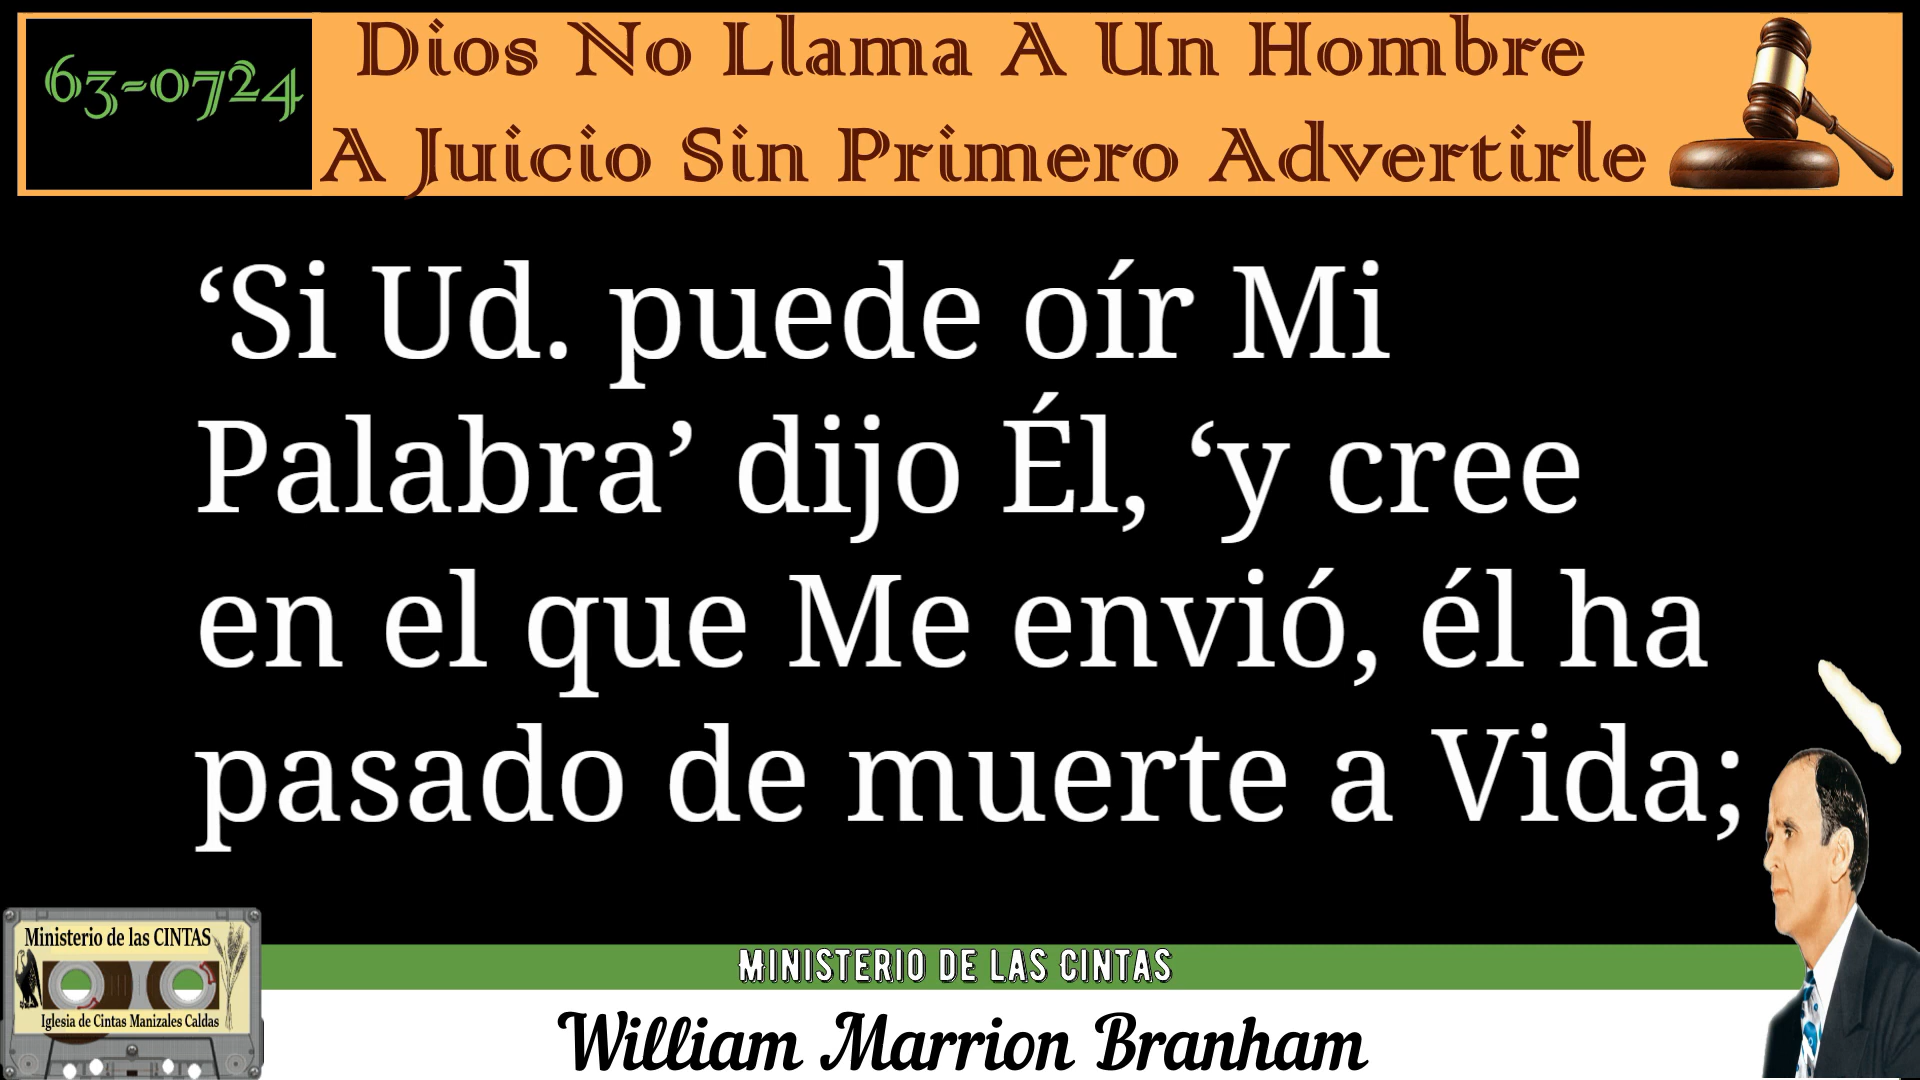 63-0724
Dios No Llama A Un Hombre
A Juicio Sin Primero Advertirle
‘Si Ud. puede oír Mi
Palabra’ dijo Él, ‘y cree
en el que Me envió, él ha
pasado de muerte a Vida;
Ministerio de las CINTAS
Iglesia de Cintas Manizales Caldas
MINISTERIO DE LAS CINTAS
William Marrion Branham